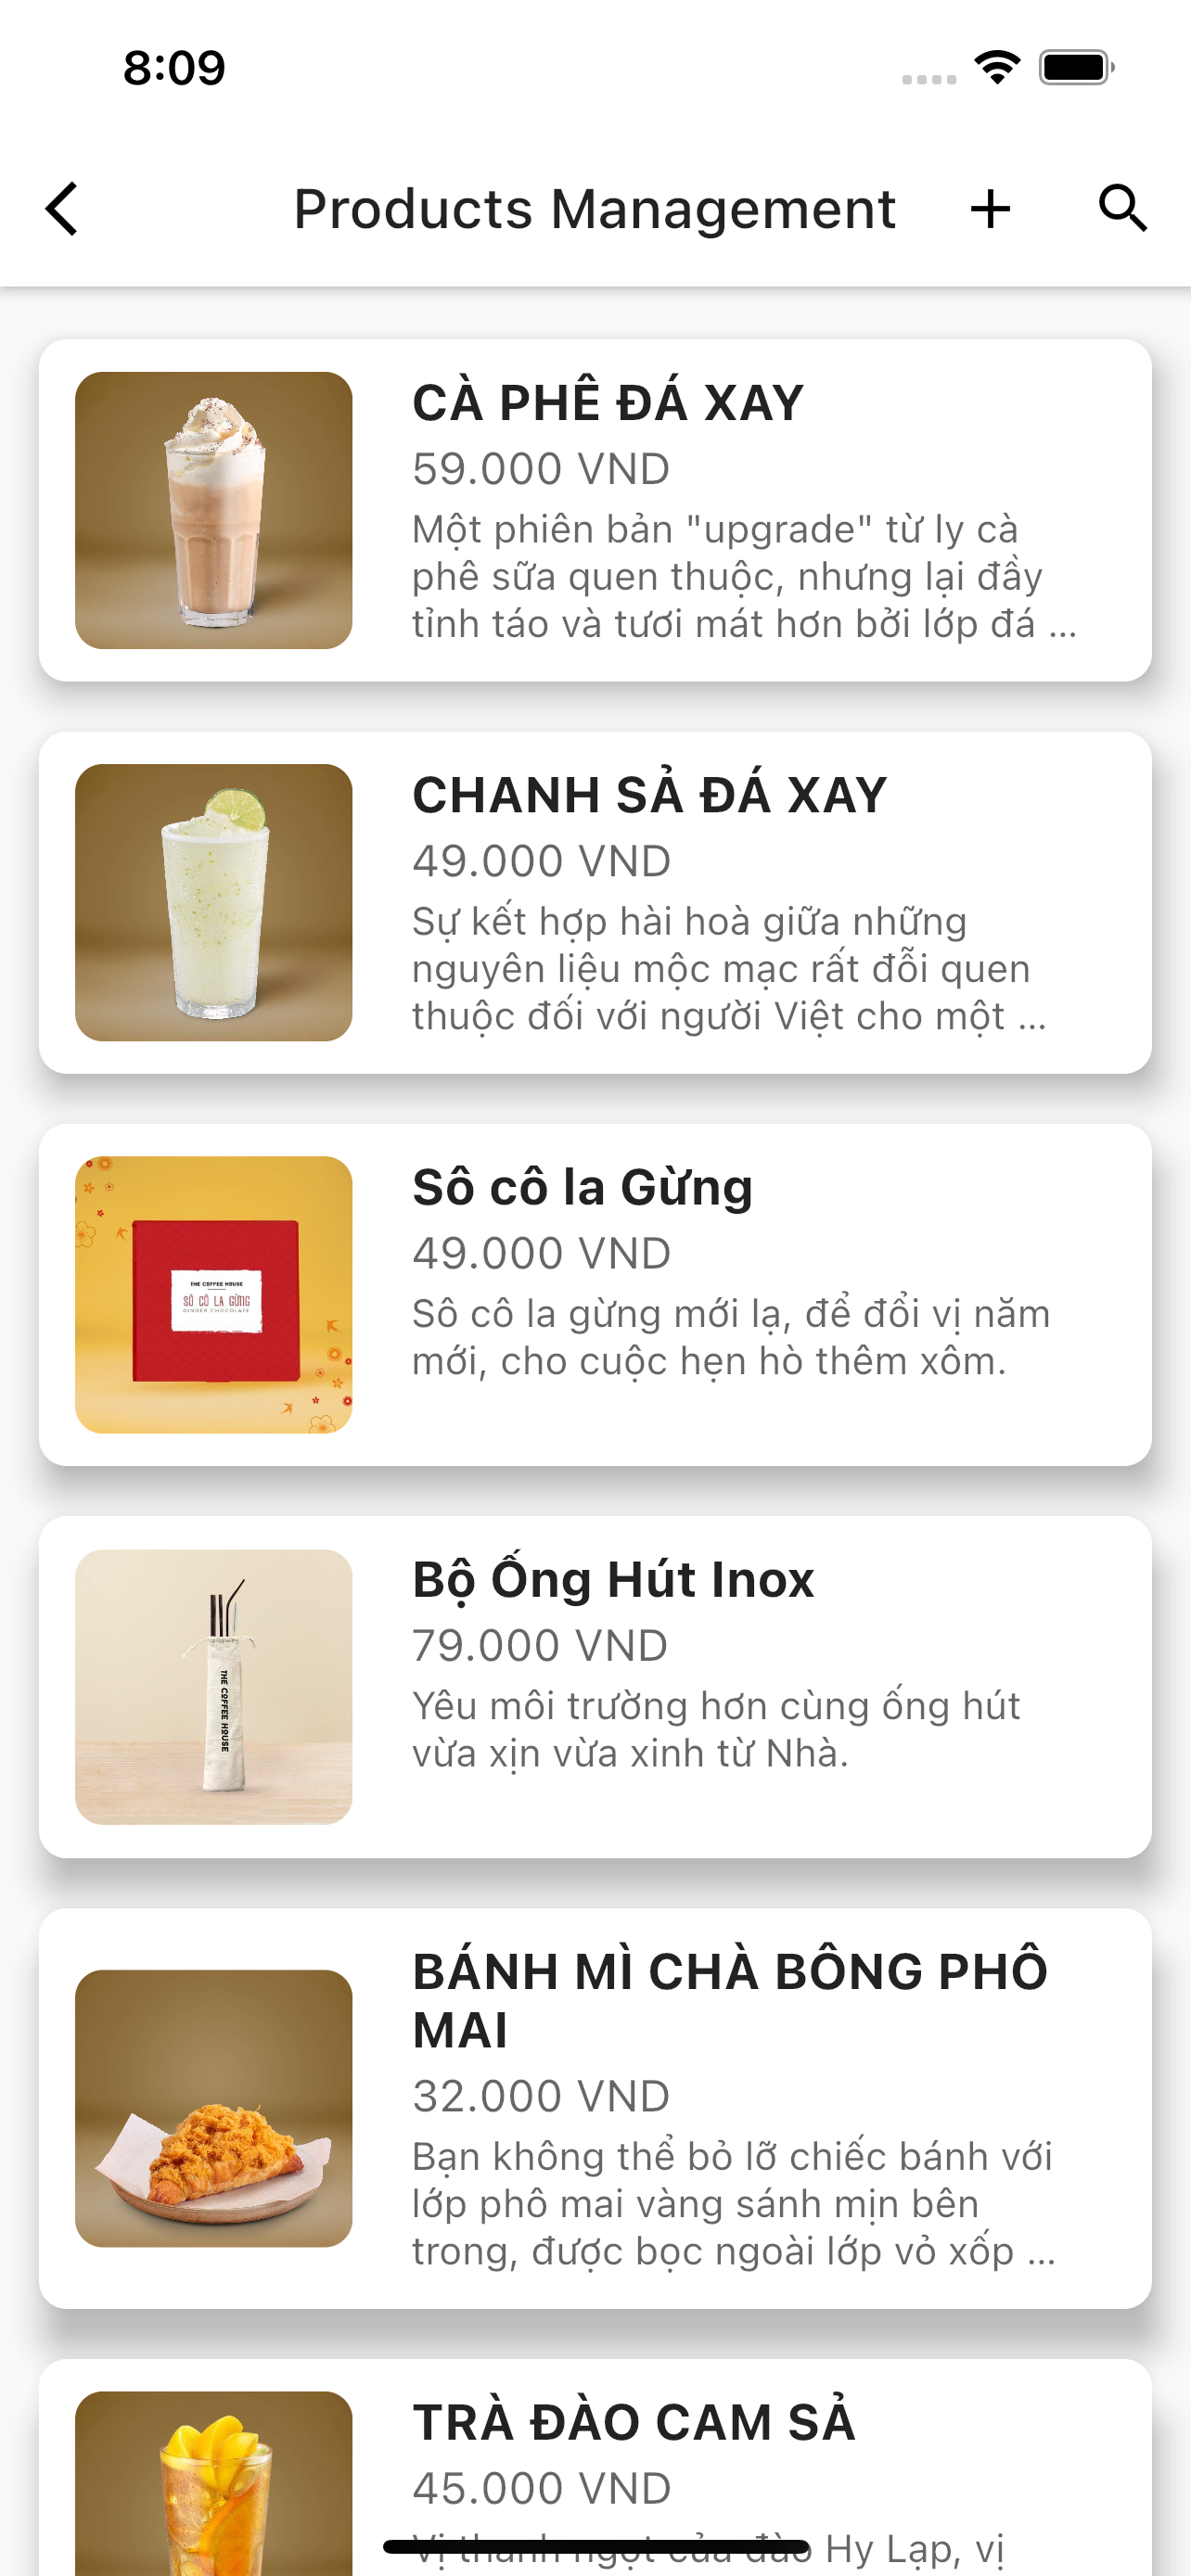 8:09
Products Management
CÀ PHÊ ĐÁ XAY
59.000 VND
Một phiên bản "upgrade" từ ly cà
phê sữa quen thuộc, nhưng lại đầy
tỉnh táo và tươi mát hơn bởi lớp đá ...
CHANH SẢ ĐÁ XAY
49.000 VND
Sự kết hợp hài hoà giữa những
nguyên liệu mộc mạc rất đỗi quen
thuộc đối với người Việt cho một ...
THE COFFEE HOUSE
SÔ CÔ LA GỪNG
GINGER CHOCOLATE
Sô cô la Gừng
49.000 VND
Sô cô la gừng mới lạ, để đổi vị năm
mới, cho cuộc hẹn hò thêm xôm.
THE COFFEE HOUSE
Bộ Ống Hút Inox
79.000 VND
Yêu môi trường hơn cùng ống hút
vừa xịn vừa xinh từ Nhà.
BÁNH MÌ CHÀ BÔNG PHÔ
MAI
32.000 VND
Bạn không thể bỏ lỡ chiếc bánh với
lớp phô mai vàng sánh mịn bên
trong, được bọc ngoài lớp vỏ xốp ...
TRÀ ĐÀO CAM SẢ
45.000 VND
Vị thanh ngọt của đào Hy Lạp, vị